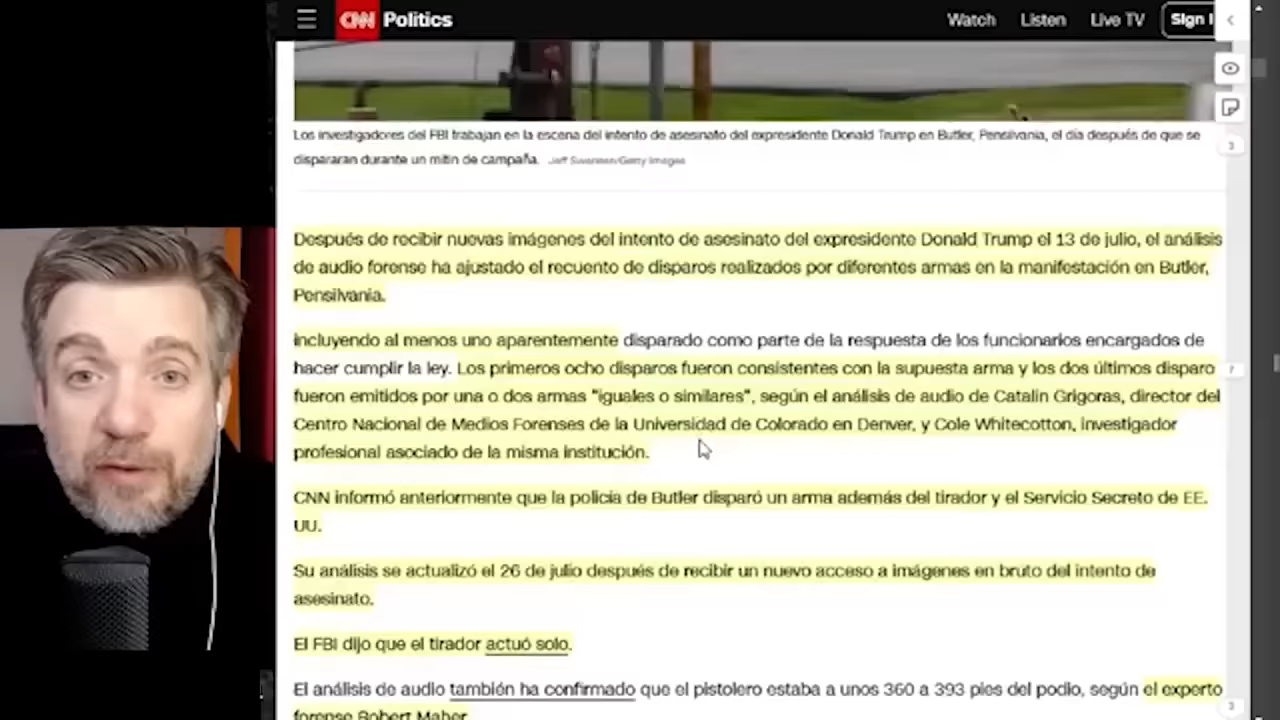 CNN Politics
Watch Listen Live TV Sign I
Los investigadores del FBI trabajan en la escena del intento de asesinato del expresidente Donald Trump en Butler, Pensilvania, el día después de que se
dispararan durante un mitin de campaña. Jeff Swensen/Getty Images
Después de recibir nuevas imágenes del intento de asesinato del expresidente Donald Trump el 13 de julio, el análisis
de audio forense ha ajustado el recuento de disparos realizados por diferentes armas en la manifestación en Butler,
Pensilvania.
incluyendo al menos uno aparentemente disparado como parte de la respuesta de los funcionarios encargados de
hacer cumplir la ley. Los primeros ocho disparos fueron consistentes con la supuesta arma y los dos últimos disparo
fueron emitidos por una o dos armas "iguales o similares", según el análisis de audio de Catalin Grigoras, director del
Centro Nacional de Medios Forenses de la Universidad de Colorado en Denver, y Cole Whitecotton, investigador
profesional asociado de la misma institución.
CNN informó anteriormente que la policía de Butler disparó un arma además del tirador y el Servicio Secreto de EE.
UU.
Su análisis se actualizó el 26 de julio después de recibir un nuevo acceso a imágenes en bruto del intento de
asesinato.
El FBI dijo que el tirador actuó solo.
El análisis de audio también ha confirmado que el pistolero estaba a unos 360 a 393 pies del podio, según el experto
forense Robert Maher